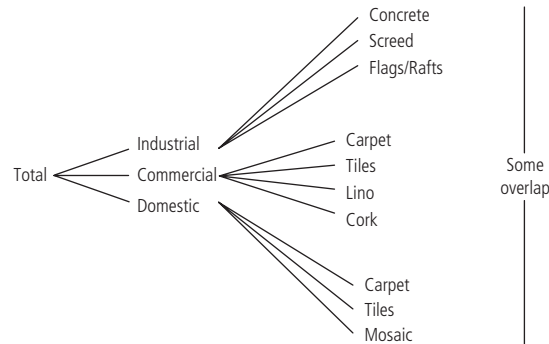 Concrete
Screed
Flags/Rafts
Industrial
Total
Commercial
Domestic
Carpet
Tiles
Lino
Cork
Carpet
Tiles
Mosaic
Some
overlap